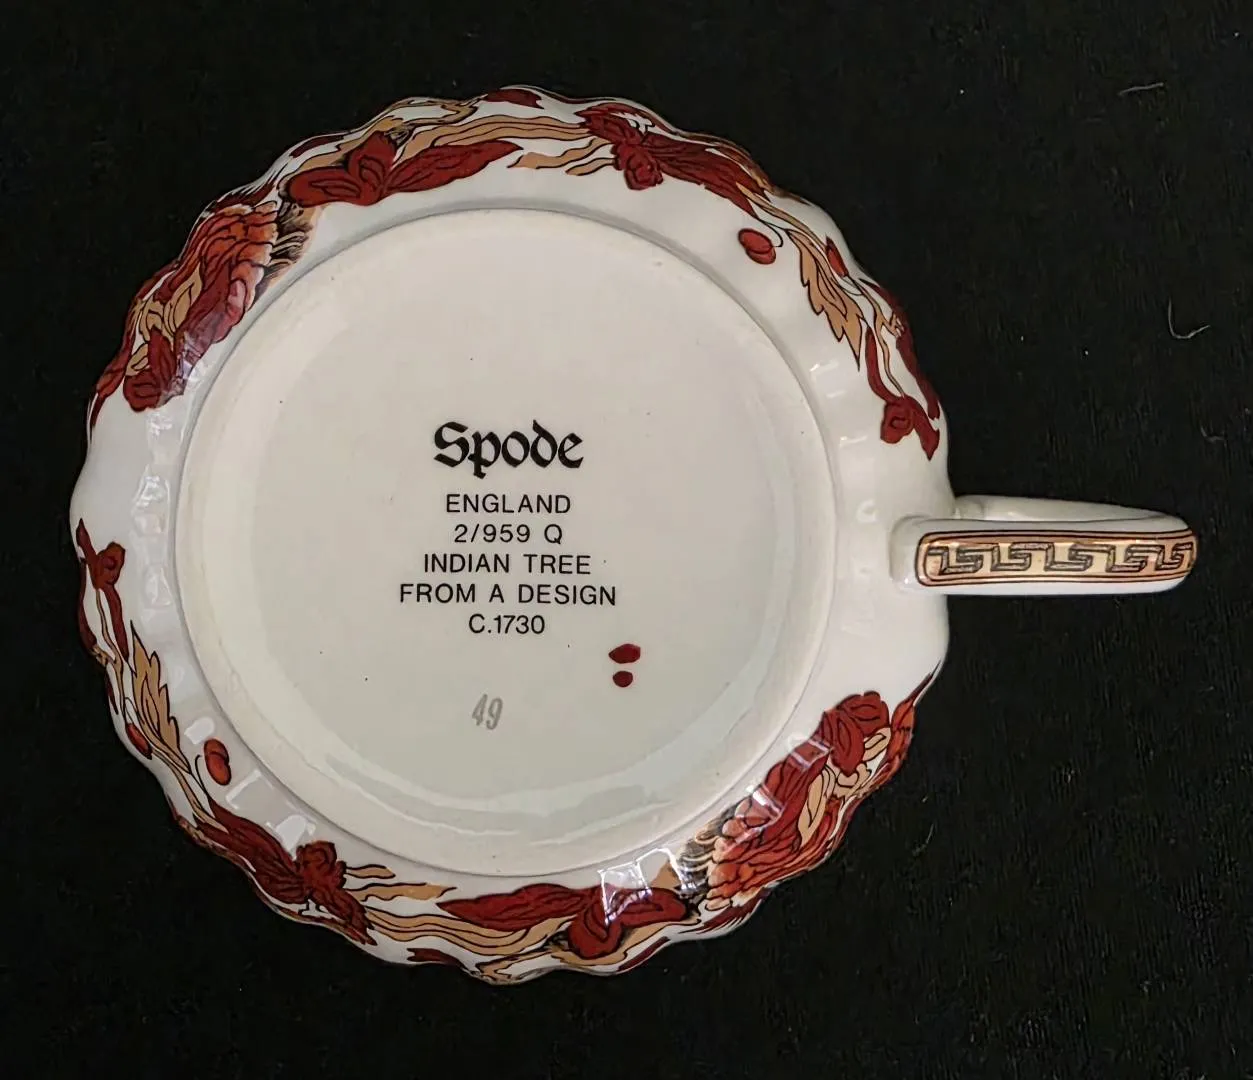 Spode
ENGLAND
2/959 Q
INDIAN TREE
FROM A DESIGN
C.1730
49